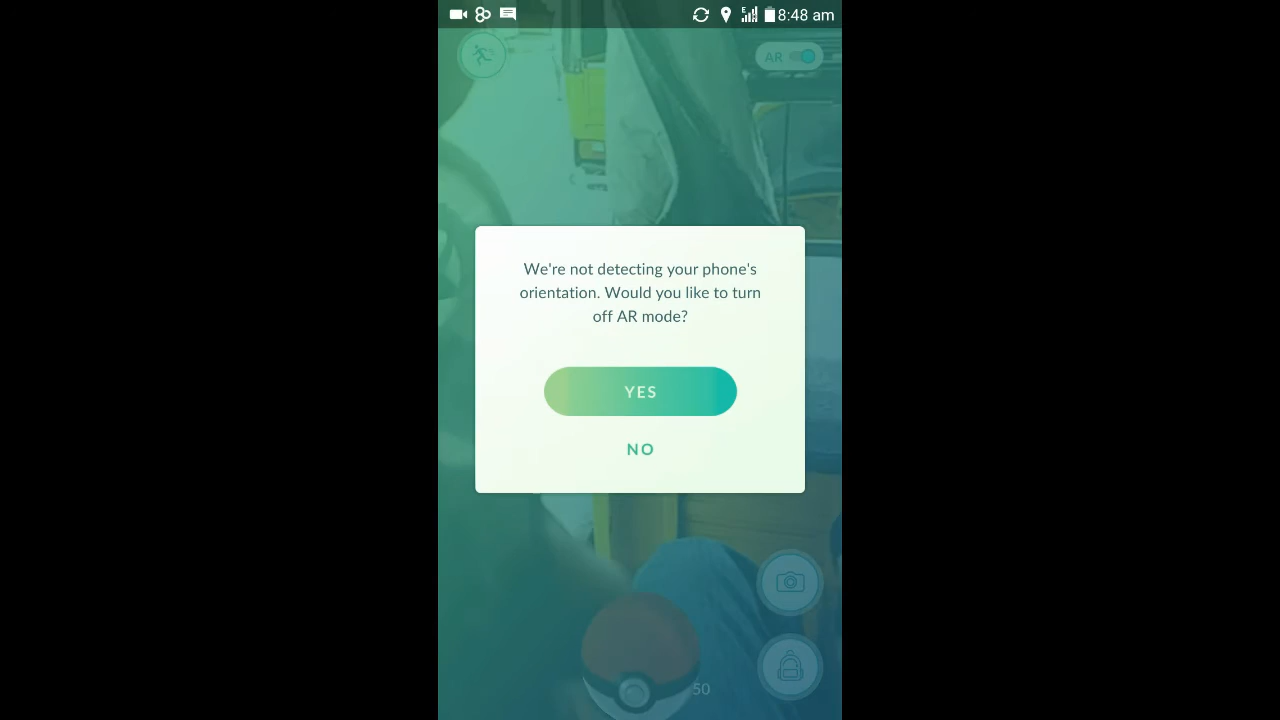 E 8:48 am
AR
We're not detecting your phone's
orientation. Would you like to turn
off AR mode?
YES
NO
50